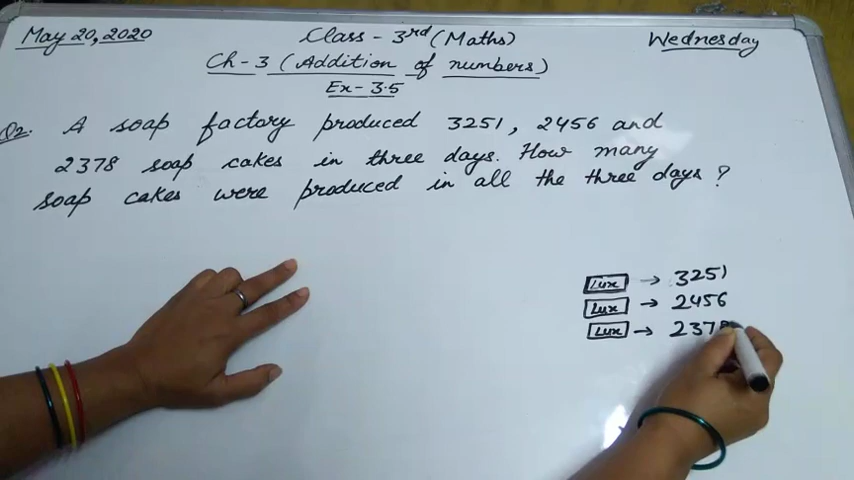 May 20, 2020 Class - 3rd (Maths) Wednesday
Ch-3 (Addition of numbers)
Ex-3.5
Q2. A soap factory produced 3251, 2456 and
2378 soap cakes in three days. How many
soap cakes were produced in all the three days?
Lux → 3251
Lux → 2456
Lux → 2378